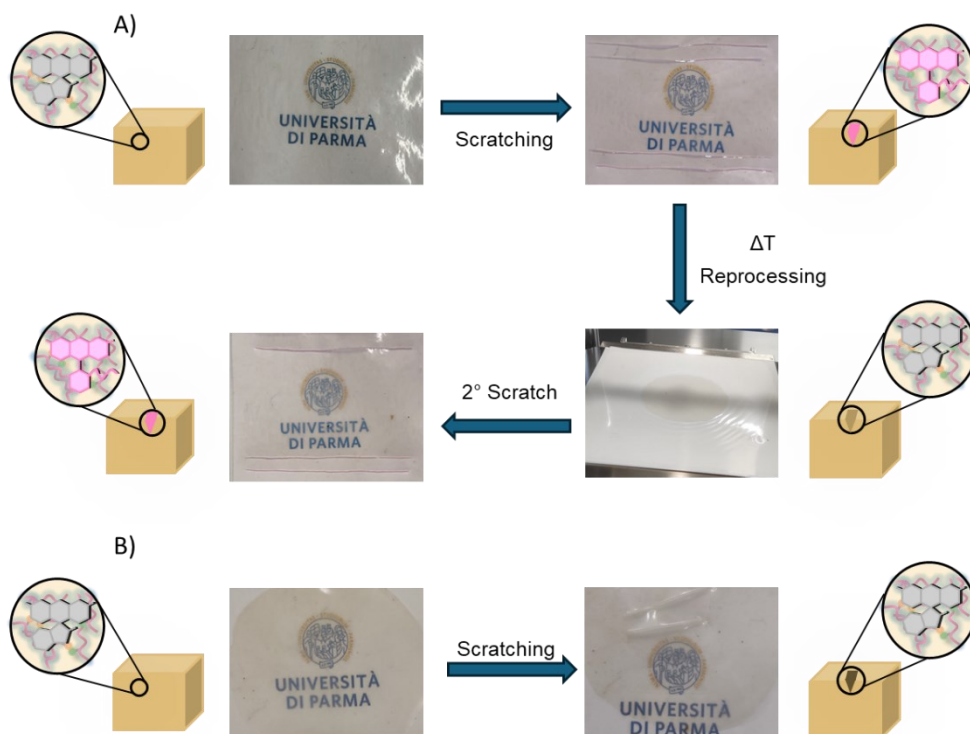 A)
UNIVERSITÀ
DI PARMA
Scratching
UNIVERSITÀ
DI PARMA
ΔT
Reprocessing
UNIVERSITÀ
DI PARMA
2° Scratch
B)
UNIVERSITÀ
DI PARMA
Scratching
UNIVERSITÀ
DI PARMA